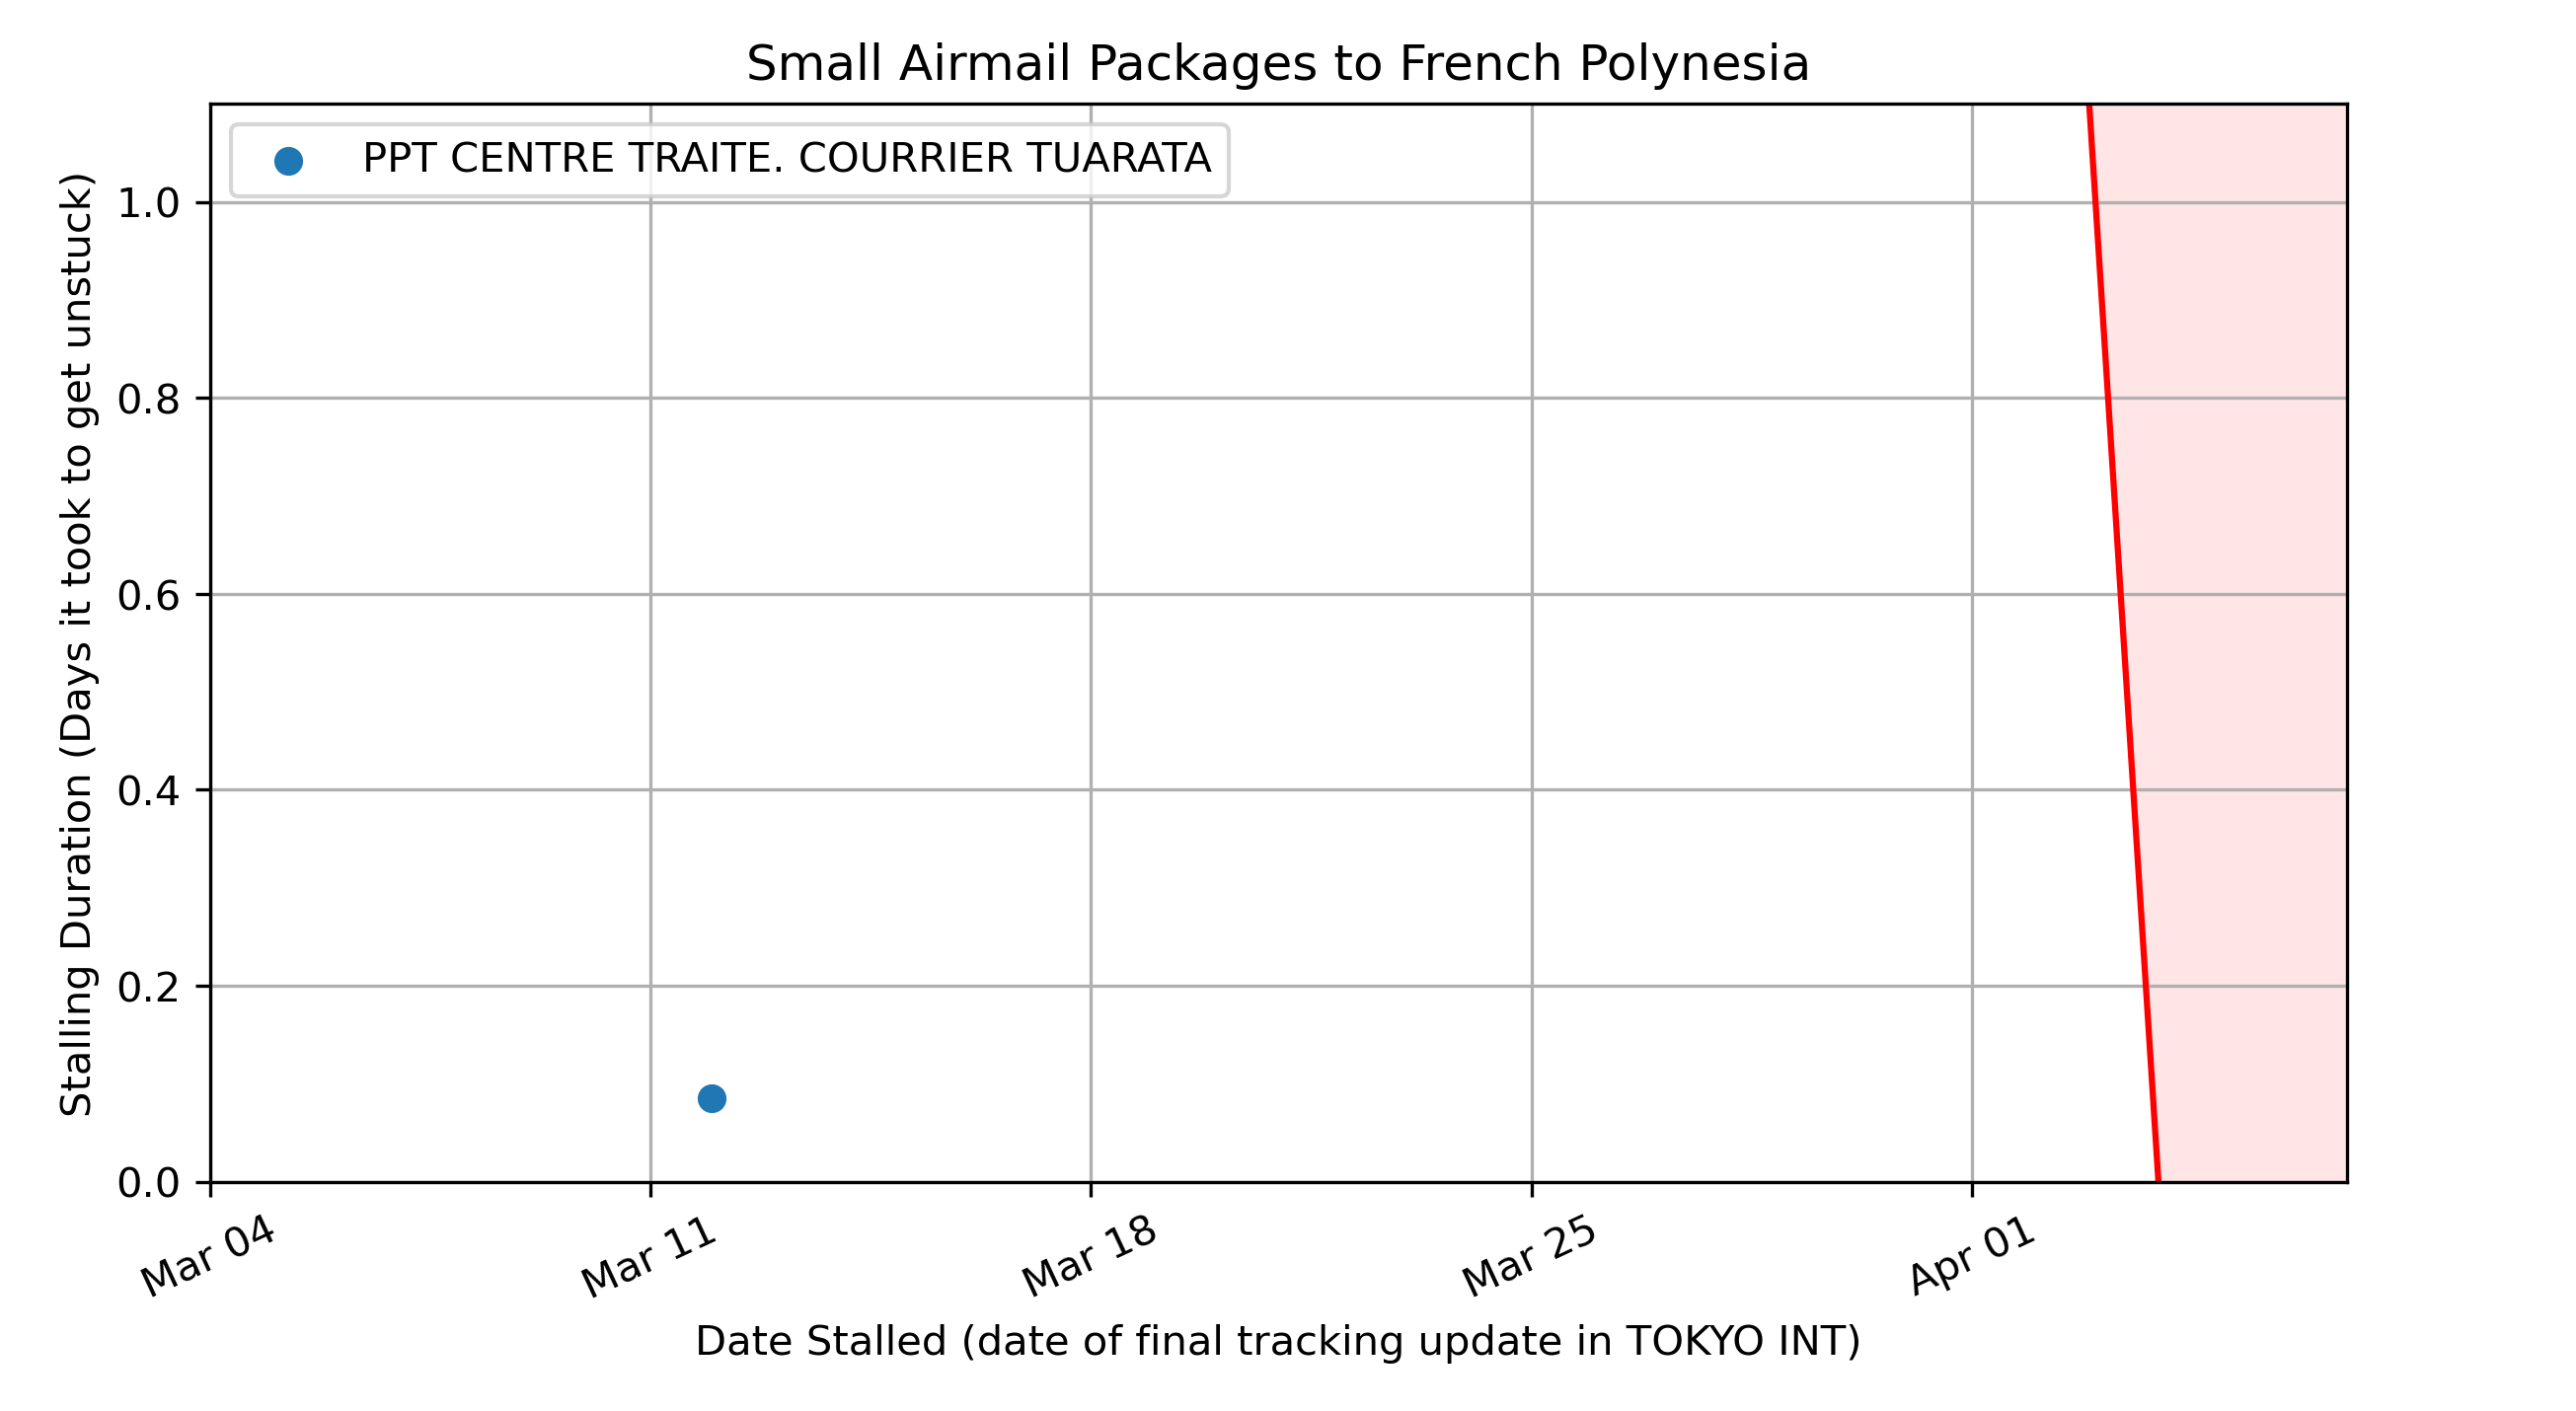 Small Airmail Packages to French Polynesia
PPT CENTRE TRAITE. COURRIER TUARATA
Stalling Duration (Days it took to get unstuck)
1.0
0.8
0.6
0.4
0.2
0.0
Mar 04
Mar 11
Mar 18
Mar 25
Apr 01
Date Stalled (date of final tracking update in TOKYO INT)